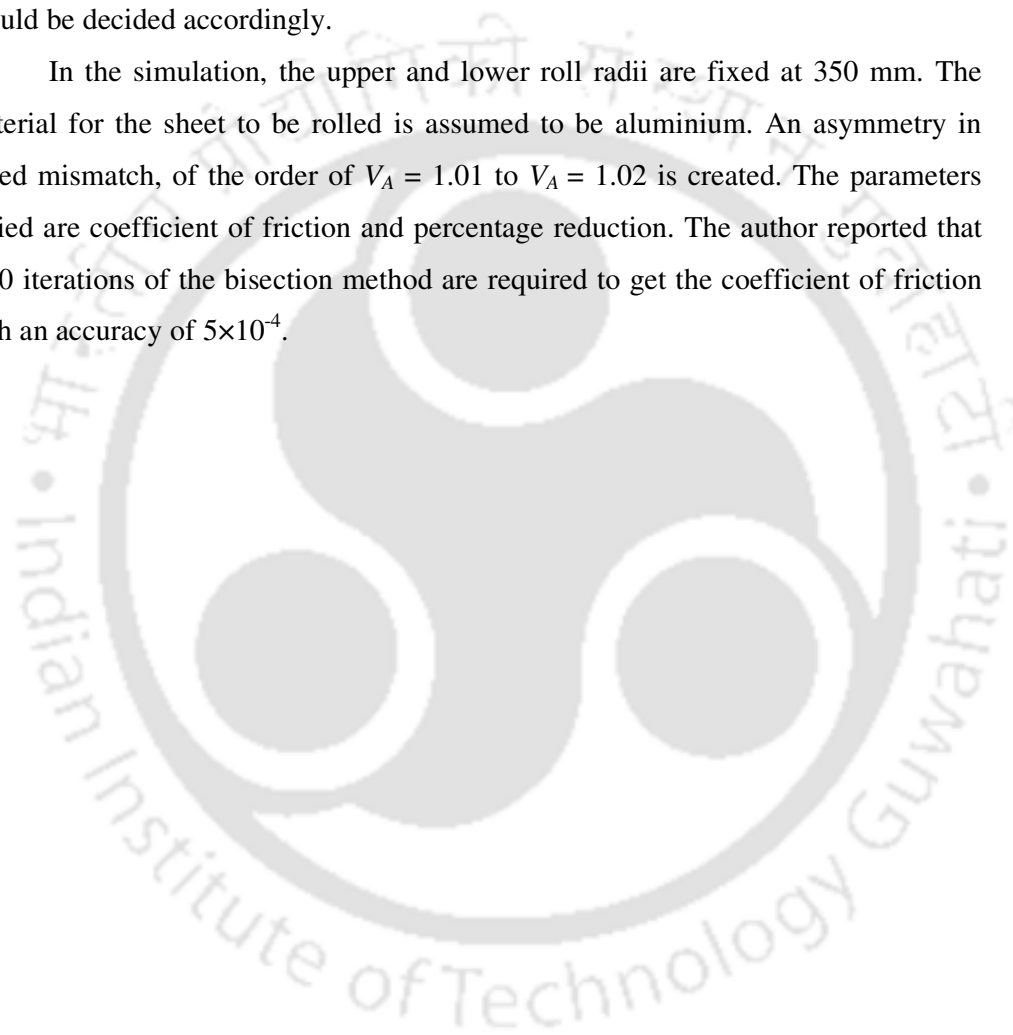 uld be decided accordingly.
In the simulation, the upper and lower roll radii are fixed at 350 mm. The
terial for the sheet to be rolled is assumed to be aluminium. An asymmetry in
ed mismatch, of the order of V_A = 1.01 to V_A = 1.02 is created. The parameters
ied are coefficient of friction and percentage reduction. The author reported that
0 iterations of the bisection method are required to get the coefficient of friction
h an accuracy of 5×10⁻⁴.
Indian Institute of Technology Guwahati